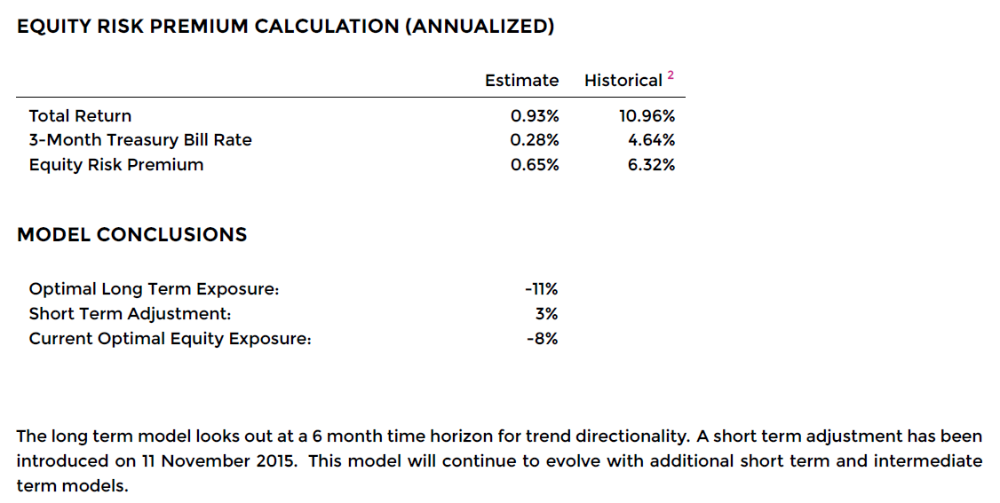 EQUITY RISK PREMIUM CALCULATION (ANNUALIZED)
Estimate Historical 2
Total Return 0.93% 10.96%
3-Month Treasury Bill Rate 0.28% 4.64%
Equity Risk Premium 0.65% 6.32%
MODEL CONCLUSIONS
Optimal Long Term Exposure: -11%
Short Term Adjustment: 3%
Current Optimal Equity Exposure: -8%
The long term model looks out at a 6 month time horizon for trend directionality. A short term adjustment has been
introduced on 11 November 2015. This model will continue to evolve with additional short term and intermediate
term models.